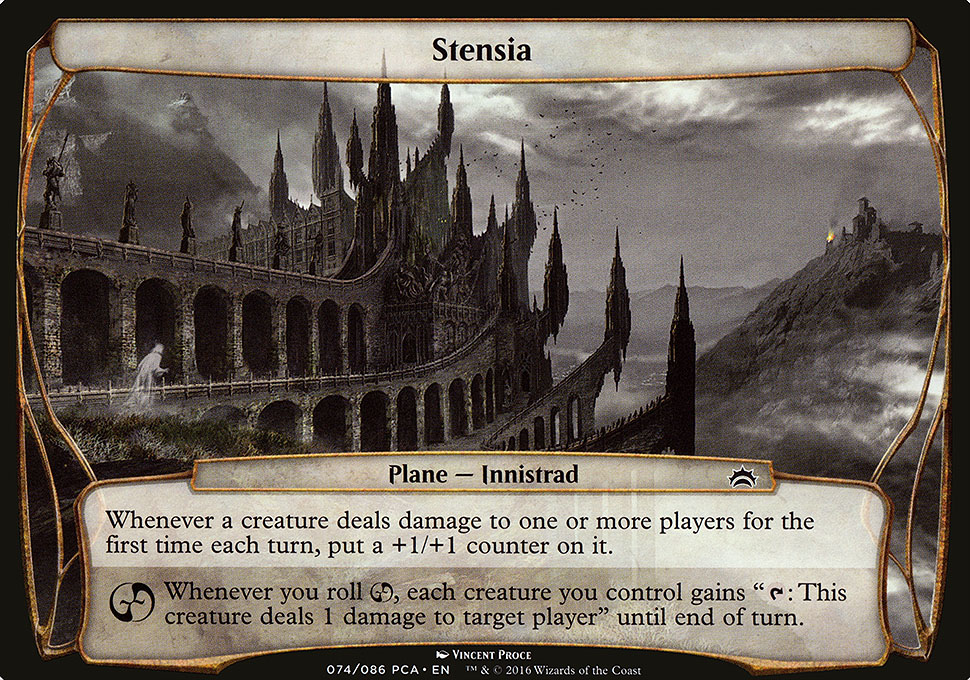 Stensia
Plane — Innistrad
Whenever a creature deals damage to one or more players for the
first time each turn, put a +1/+1 counter on it.
Whenever you roll , each creature you control gains “ : This
creature deals 1 damage to target player” until end of turn.
Vincent Proce
074/086 PCA • EN ™ & © 2016 Wizards of the Coast